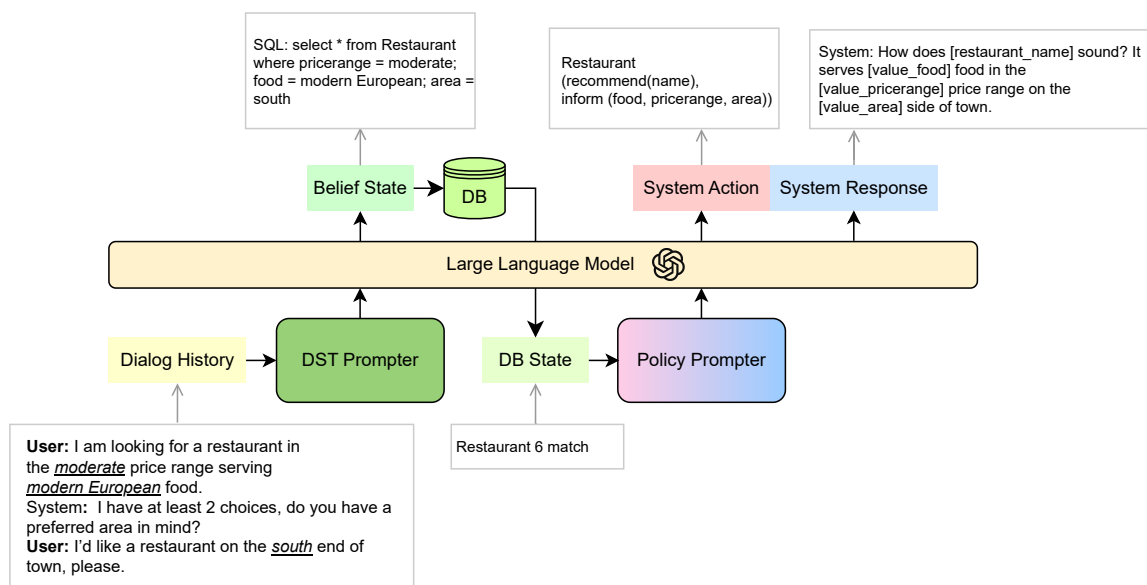 SQL: select * from Restaurant
where pricerange = moderate;
food = modern European; area =
south
Restaurant
(recommend(name),
inform (food, pricerange, area))
System: How does [restaurant_name] sound? It
serves [value_food] food in the
[value_pricerange] price range on the
[value_area] side of town.
Belief State
DB
System Action
System Response
Large Language Model
Dialog History
DST Prompter
DB State
Policy Prompter
User: I am looking for a restaurant in
the moderate price range serving
modern European food.
System: I have at least 2 choices, do you have a
preferred area in mind?
User: I'd like a restaurant on the south end of
town, please.
Restaurant 6 match